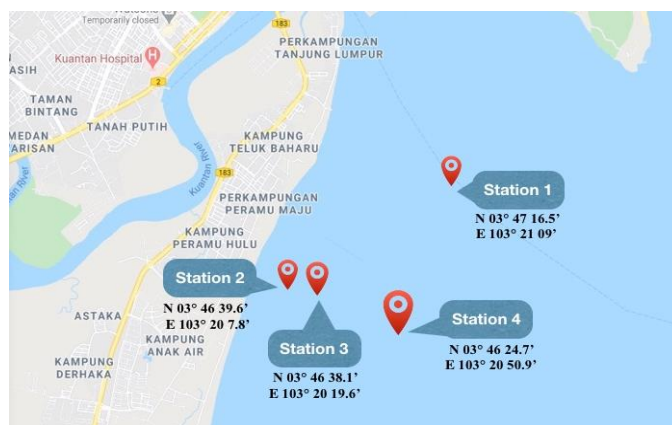 Temporarily closed
Kuantan Hospital
H
183
PERKAMPUNGAN
TANJUNG LUMPUR
ASIH
2
TAMAN
BINTANG
MEDAN
TARISAN
TANAH PUTIH
KAMPUNG
TELUK BAHARU
183
Kuantan River
PERKAMPUNGAN
PERAMU MAJU
KAMPUNG
PERAMU HULU
Station 1
N 03° 47 16.5’
E 103° 21 09’
Station 2
N 03° 46 39.6’
E 103° 20 7.8’
ASTAKA
KAMPUNG
ANAK AIR
KAMPUNG
DERHAKA
183
Station 3
N 03° 46 38.1’
E 103° 20 19.6’
Station 4
N 03° 46 24.7’
E 103° 20 50.9’